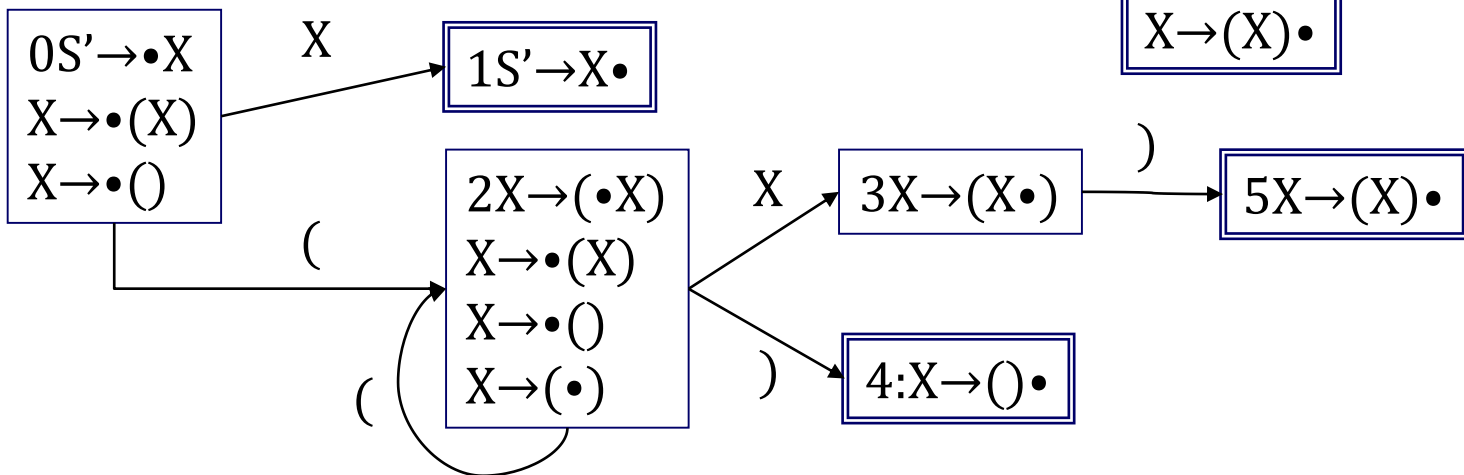 0S’→•X
X→•(X)
X→•()
X
1S’→X•
X→(X)•
(
2X→(•X)
X→•(X)
X→•()
X→(•)
(
X
3X→(X•)
)
5X→(X)•
)
4:X→()•